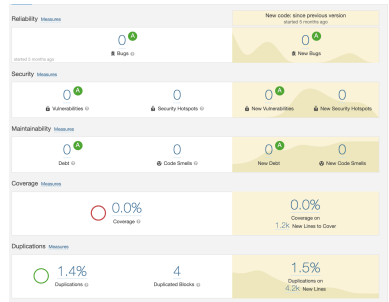 Reliability Measures
New code: since previous version
started 5 months ago
0 A
Bugs
started 5 months ago
0 A
New Bugs
Security Measures
0 A
Vulnerabilities
0
Security Hotspots
0 A
New Vulnerabilities
0
New Security Hotspots
Maintainability Measures
0 A
Debt
0
Code Smells
0 A
New Debt
0
New Code Smells
Coverage Measures
0.0%
Coverage
0.0%
Coverage on
1.2k New Lines to Cover
Duplications Measures
1.4%
Duplications
4
Duplicated Blocks
1.5%
Duplications on
4.2k New Lines